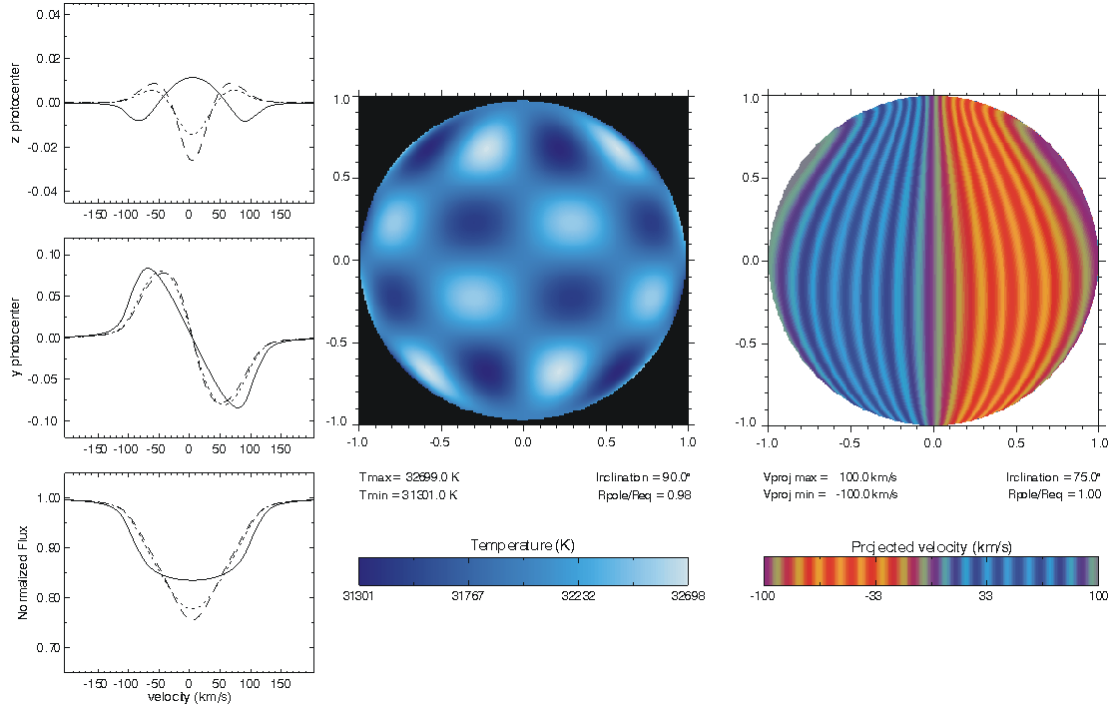 0.04
0.02
0.00
-0.02
-0.04
z photocenter
-150 -100 -50 0 50 100 150
0.10
0.05
0.00
-0.05
-0.10
y photocenter
-150 -100 -50 0 50 100 150
1.00
0.90
0.80
0.70
Normalized Flux
-150 -100 -50 0 50 100 150
velocity (km/s)
1.0
0.5
0.0
-0.5
-1.0
-1.0 -0.5 0.0 0.5 1.0
Tmax = 32699.0 K Inclination = 90.0°
Tmin = 31301.0 K Rpole/Req = 0.98
Temperature (K)
31301 31767 32232 32698
1.0
0.5
0.0
-0.5
-1.0
-1.0 -0.5 0.0 0.5 1.0
Vproj max = 100.0 km/s Inclination = 75.0°
Vproj min = -100.0 km/s Rpole/Req = 1.00
Projected velocity (km/s)
-100 -33 33 100